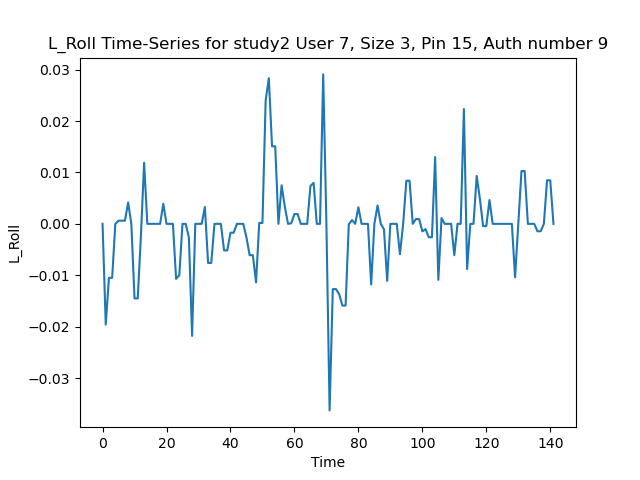 L_Roll Time-Series for study2 User 7, Size 3, Pin 15, Auth number 9
0.03
0.02
0.01
0.00
−0.01
−0.02
−0.03
L_Roll
0 20 40 60 80 100 120 140
Time